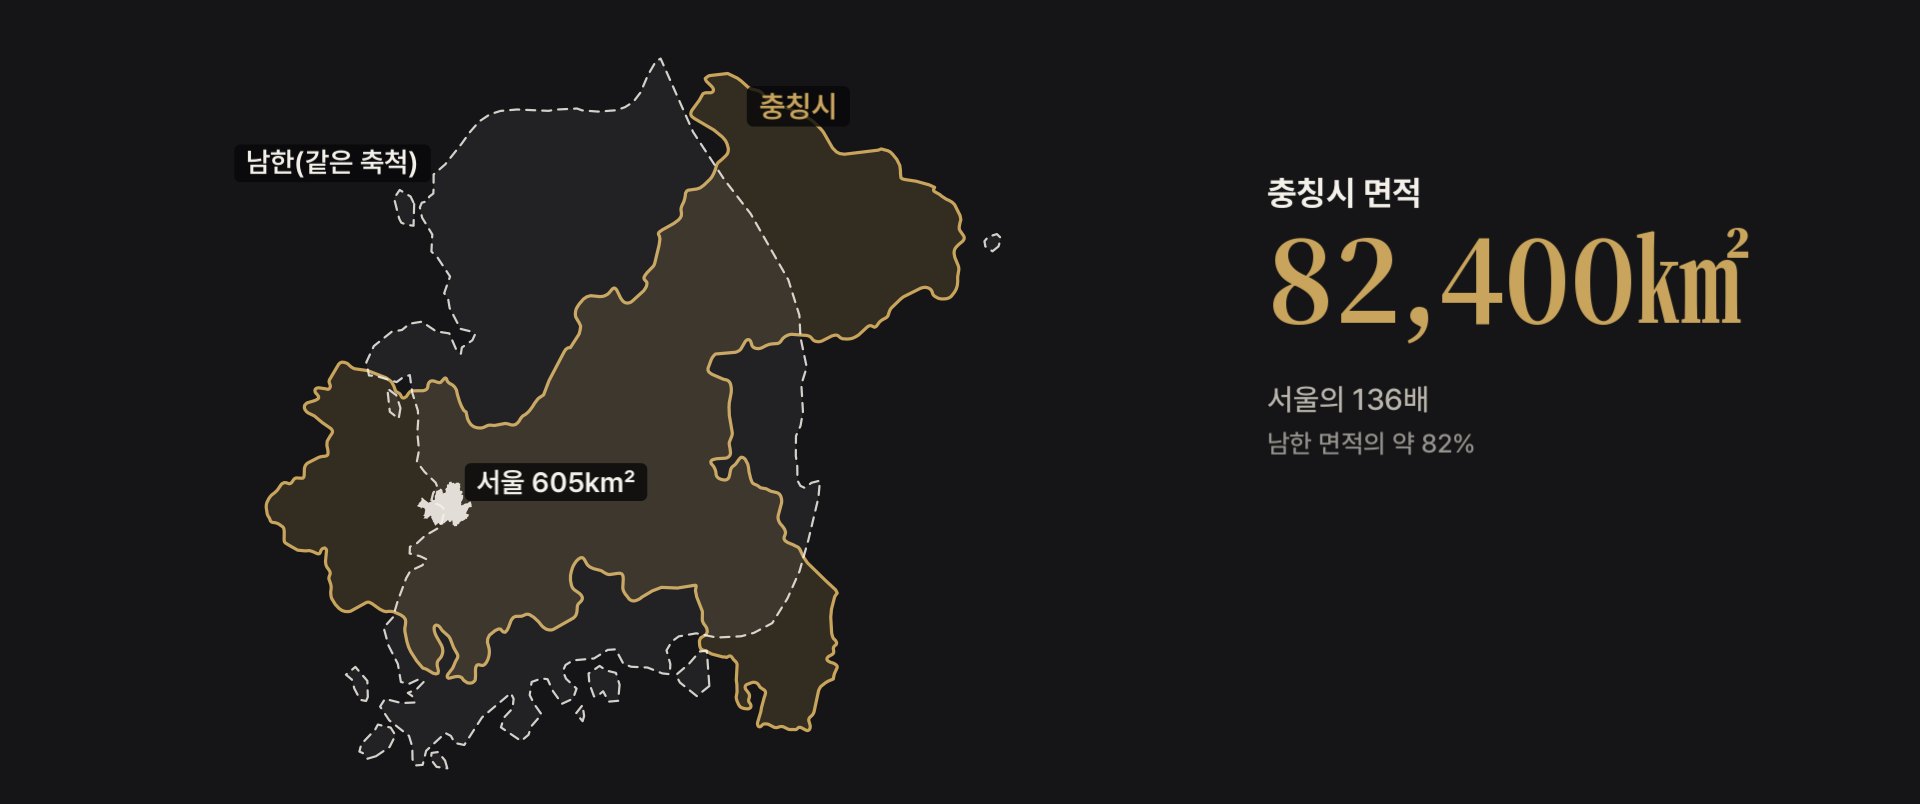 충칭시
남한(같은 축척)
서울 605km²
충칭시 면적
82,400㎢
서울의 136배
남한 면적의 약 82%